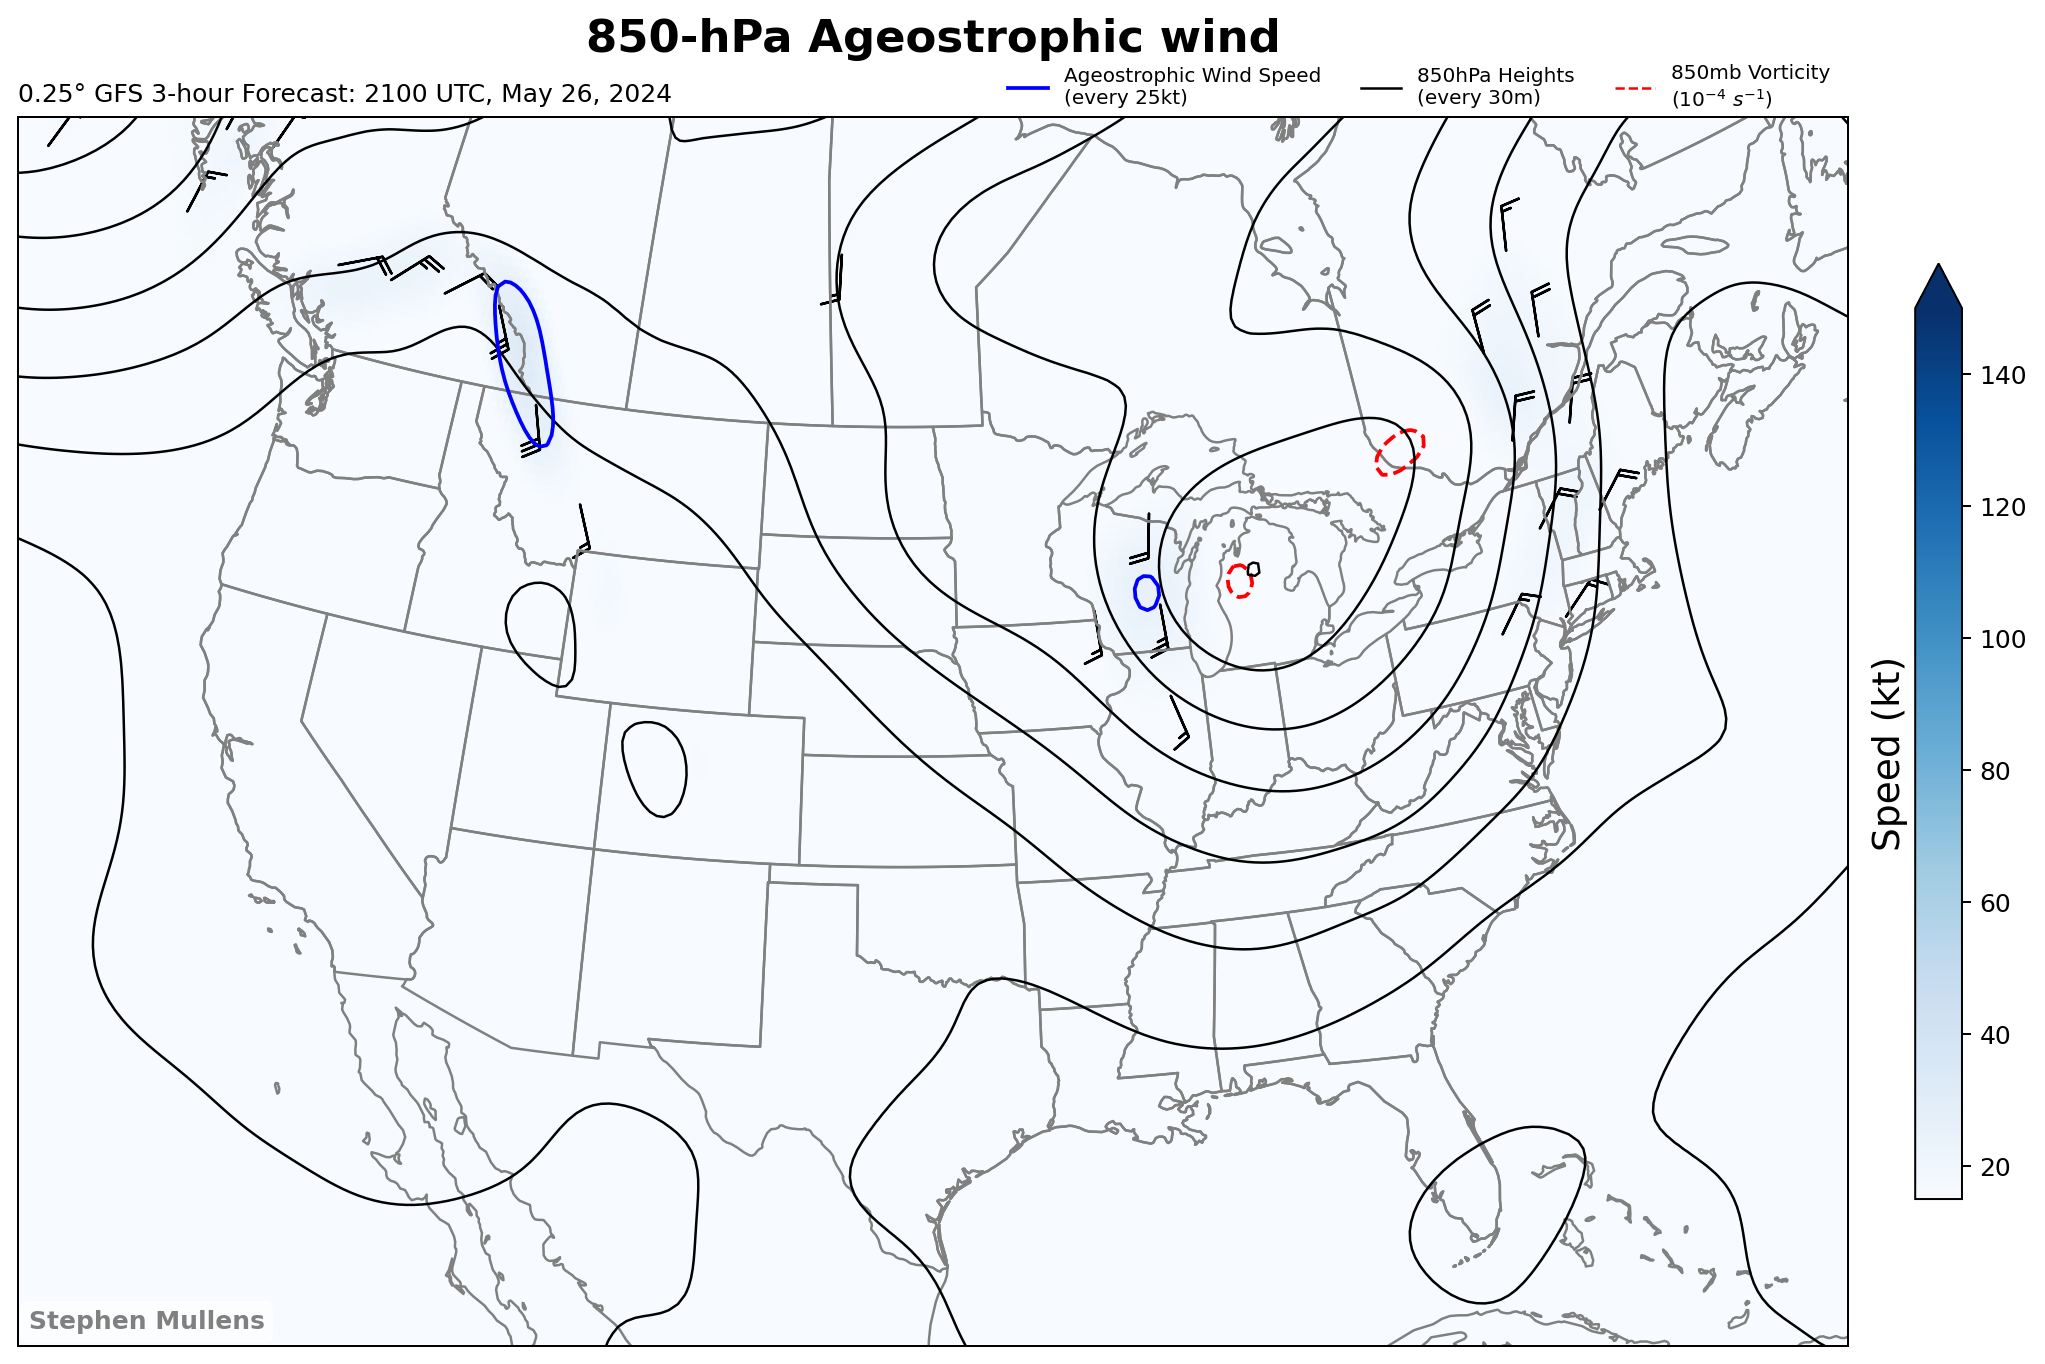 850-hPa Ageostrophic wind
0.25° GFS 3-hour Forecast: 2100 UTC, May 26, 2024
Ageostrophic Wind Speed
(every 25kt)
850hPa Heights
(every 30m)
850mb Vorticity
(10⁻⁴ s⁻¹)
140
120
100
80
60
40
20
Speed (kt)
Stephen Mullens